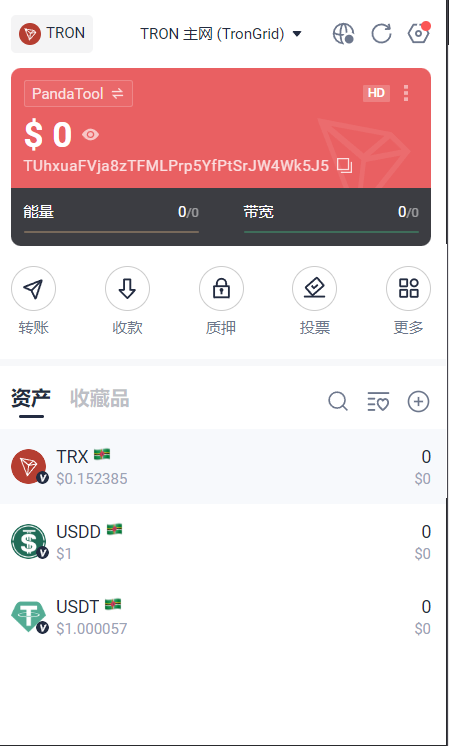 TRON
TRON 主网 (TronGrid)
PandaTool
HD
$ 0
TUhxuaFVja8zTFMLPrp5YfPtSrJW4Wk5J5
能量 0/0 带宽 0/0
转账 收款 质押 投票 更多
资产 收藏品
TRX 0
$0.152385 $0
USDD 0
$1 $0
USDT 0
$1.000057 $0